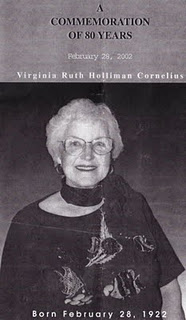 A
COMMEMORATION
OF 80 YEARS
February 28, 2002
Virginia Ruth Holliman Cornelius
Born February 28, 1922